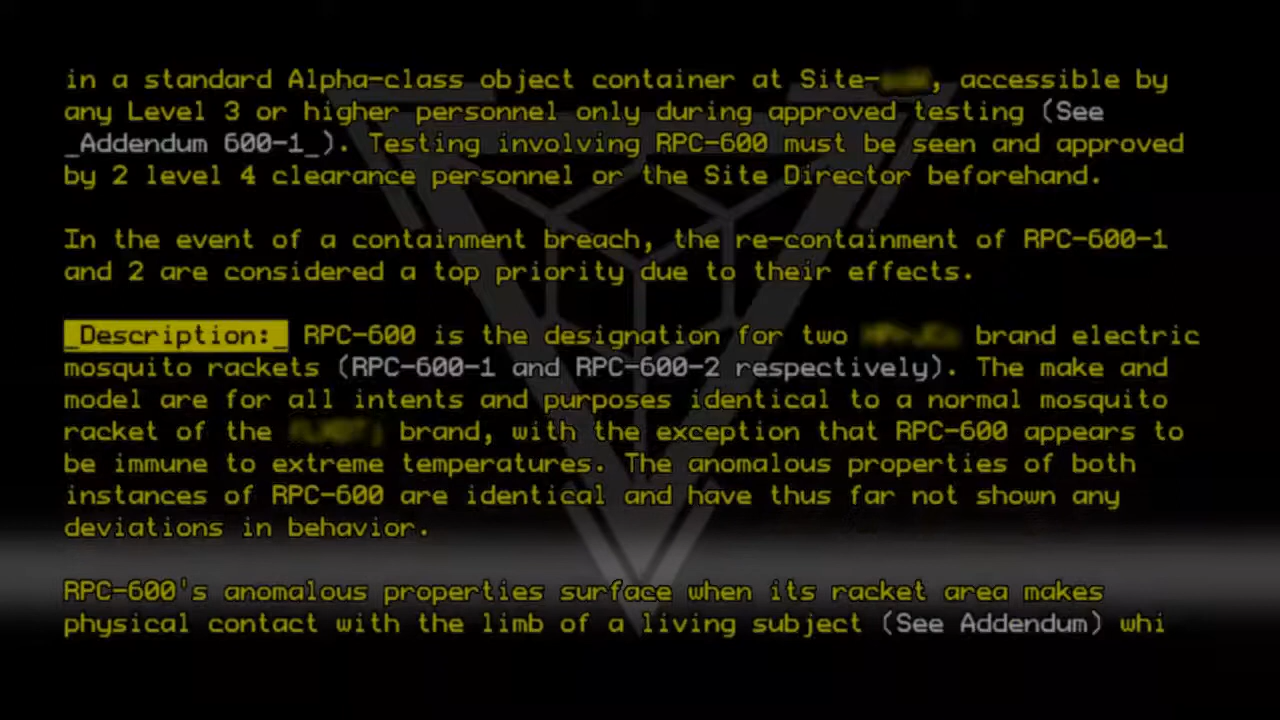 in a standard Alpha-class object container at Site- , accessible by
any Level 3 or higher personnel only during approved testing (See
_Addendum 600-1_). Testing involving RPC-600 must be seen and approved
by 2 level 4 clearance personnel or the Site Director beforehand.
In the event of a containment breach, the re-containment of RPC-600-1
and 2 are considered a top priority due to their effects.
_Description:_ RPC-600 is the designation for two brand electric
mosquito rackets (RPC-600-1 and RPC-600-2 respectively). The make and
model are for all intents and purposes identical to a normal mosquito
racket of the brand, with the exception that RPC-600 appears to
be immune to extreme temperatures. The anomalous properties of both
instances of RPC-600 are identical and have thus far not shown any
deviations in behavior.
RPC-600's anomalous properties surface when its racket area makes
physical contact with the limb of a living subject (See Addendum) whi